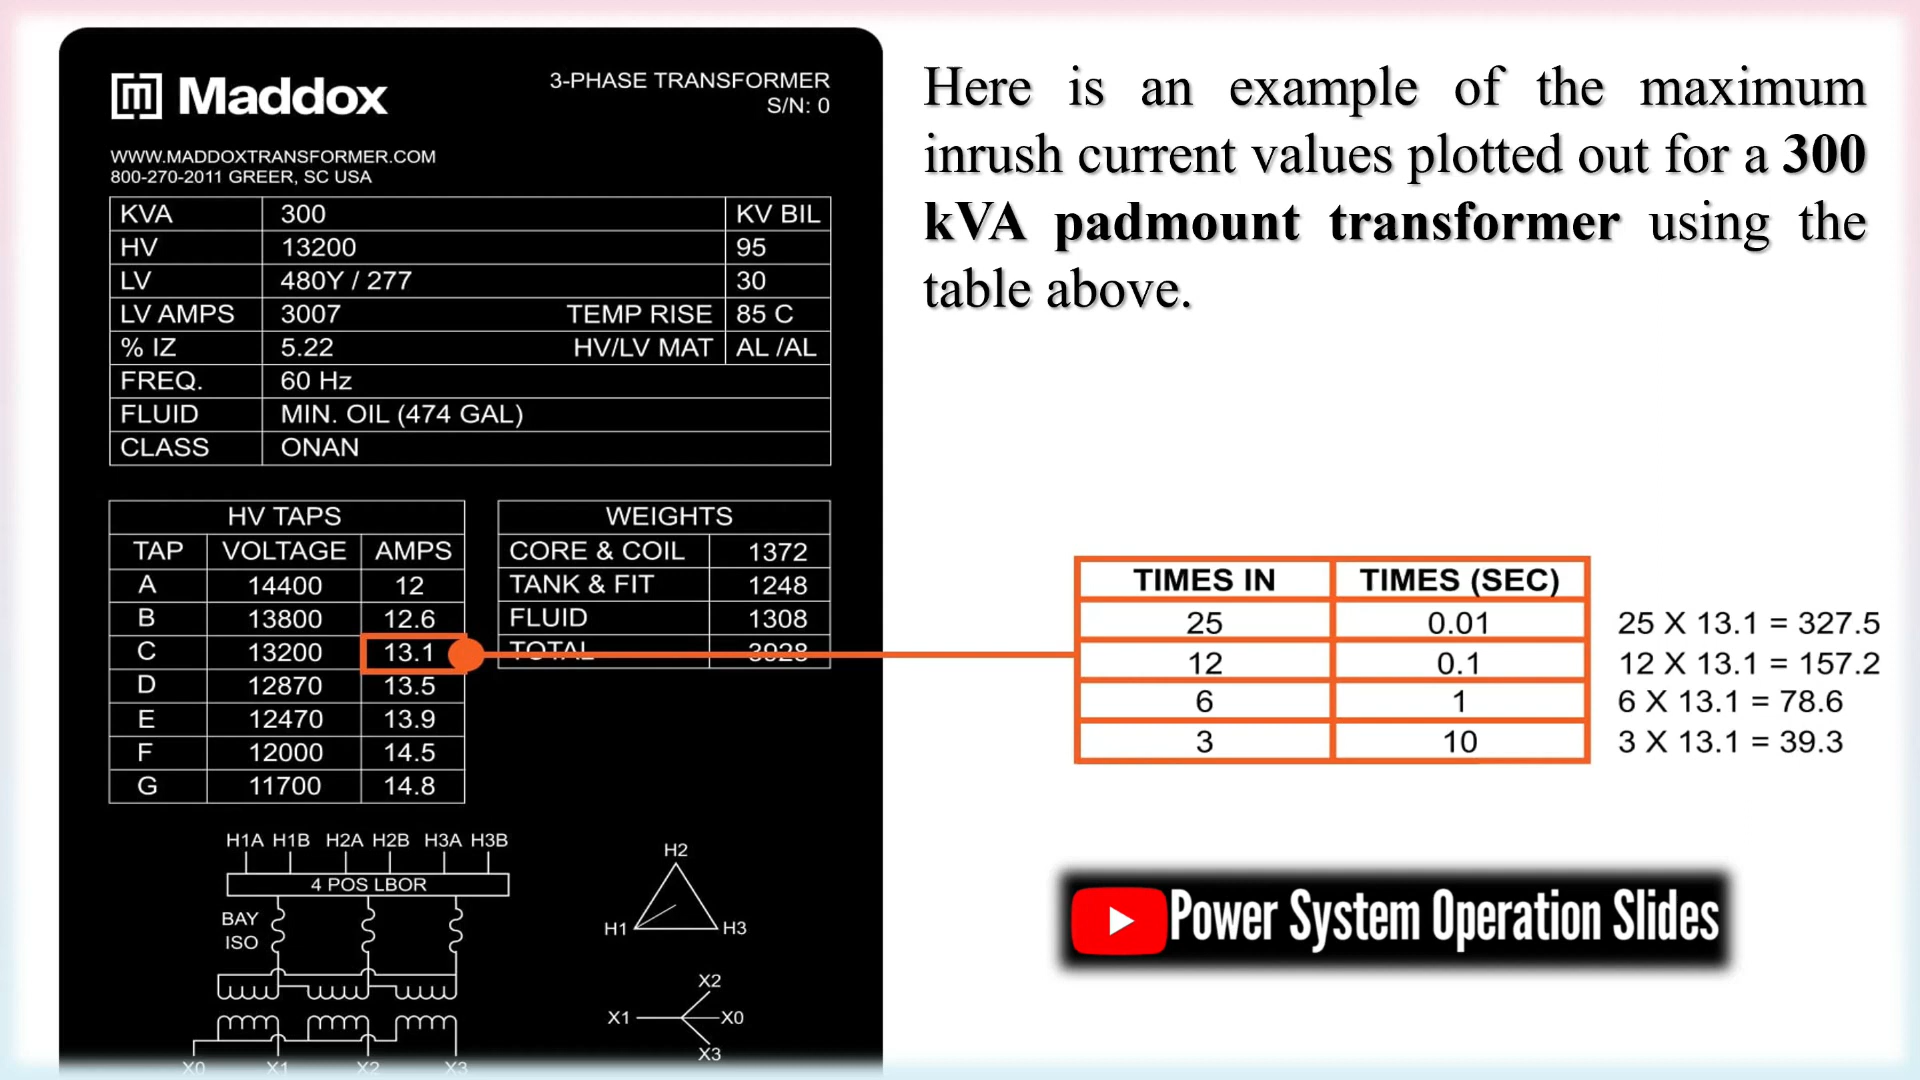 Maddox
3-PHASE TRANSFORMER
S/N: 0
WWW.MADDOXTRANSFORMER.COM
800-270-2011 GREER, SC USA
KVA 300 KV BIL
HV 13200 95
LV 480Y / 277 30
LV AMPS 3007 TEMP RISE 85 C
% IZ 5.22 HV/LV MAT AL /AL
FREQ. 60 Hz
FLUID MIN. OIL (474 GAL)
CLASS ONAN
HV TAPS
TAP VOLTAGE AMPS
A 14400 12
B 13800 12.6
C 13200 13.1
D 12870 13.5
E 12470 13.9
F 12000 14.5
G 11700 14.8
WEIGHTS
CORE & COIL 1372
TANK & FIT 1248
FLUID 1308
TOTAL 3928
H1A H1B H2A H2B H3A H3B
4 POS LBOR
BAY
ISO
X0 X1 X2 X3
H2
H1 H3
X2
X1 X0
X3
Here is an example of the maximum
inrush current values plotted out for a 300
kVA padmount transformer using the
table above.
TIMES IN TIMES (SEC)
25 0.01 25 X 13.1 = 327.5
12 0.1 12 X 13.1 = 157.2
6 1 6 X 13.1 = 78.6
3 10 3 X 13.1 = 39.3
Power System Operation Slides